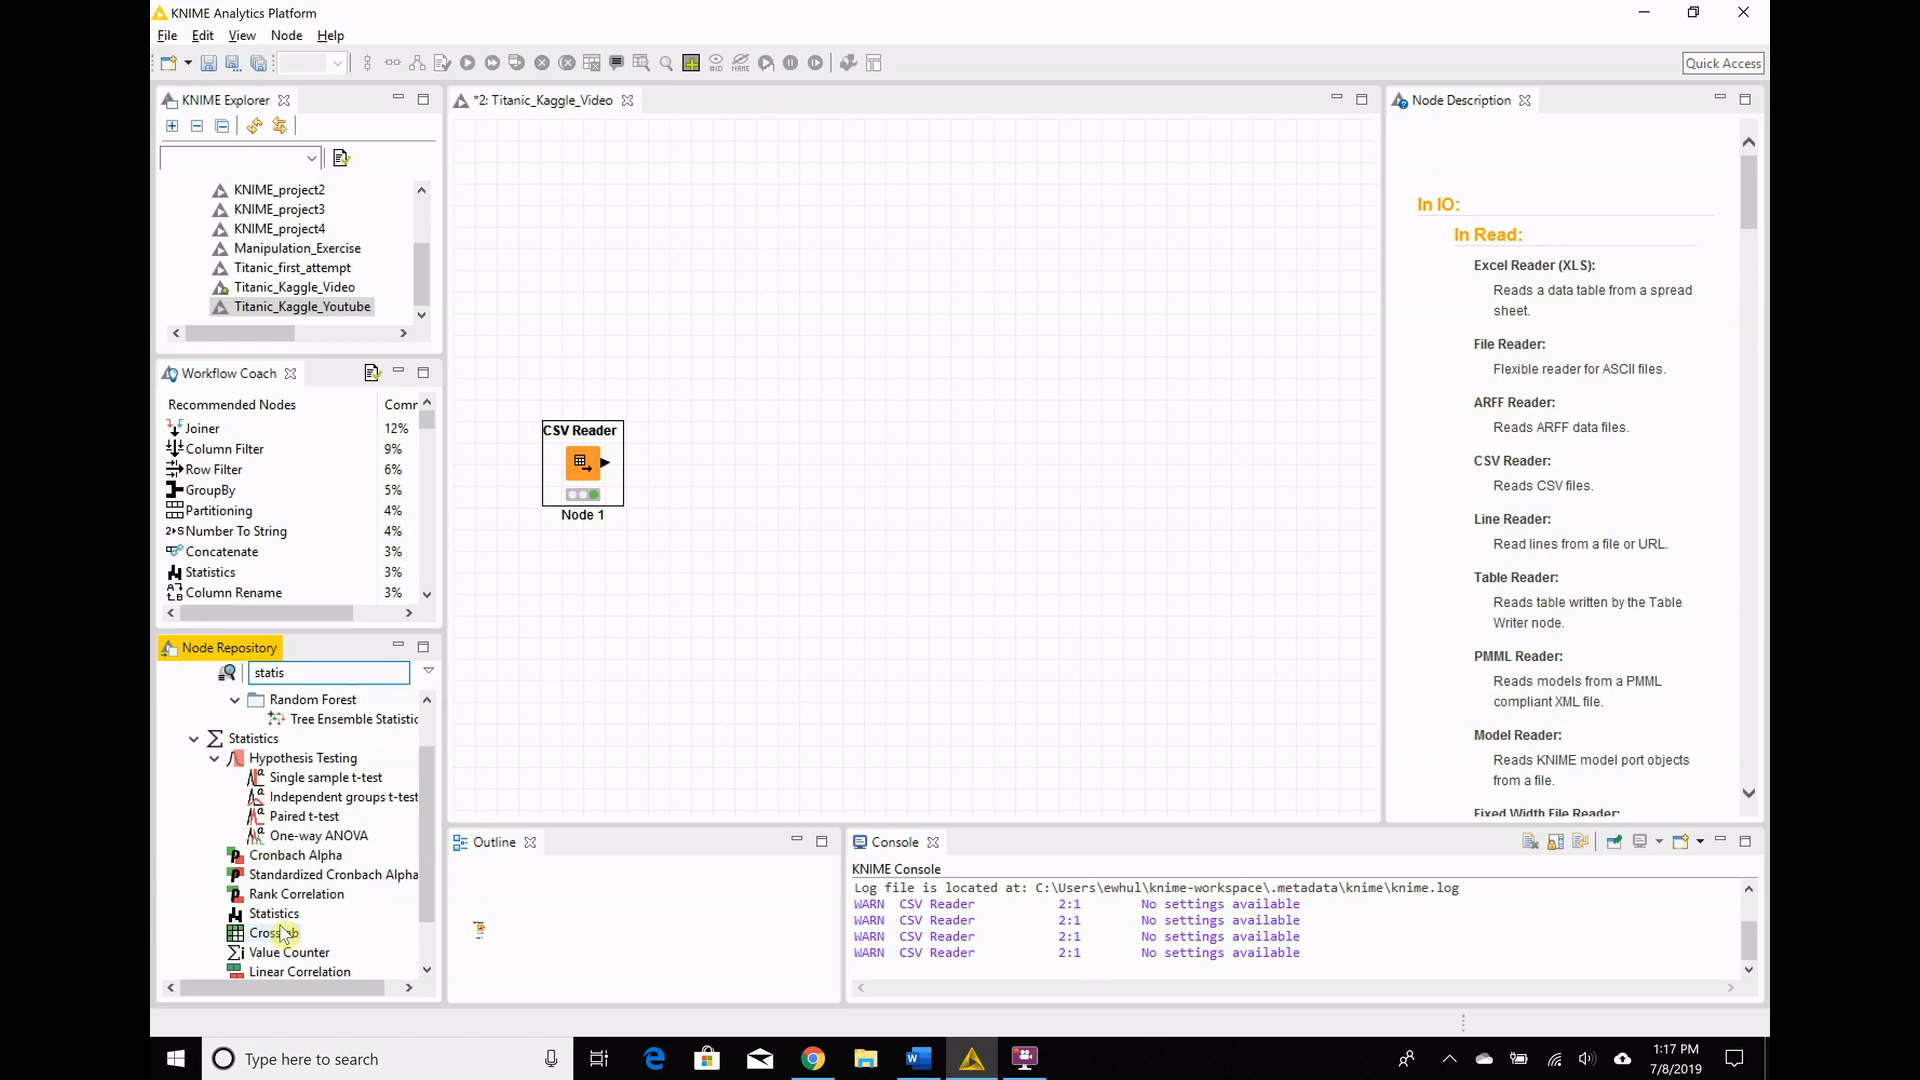 KNIME Analytics Platform
File Edit View Node Help
Quick Access
KNIME Explorer
KNIME_project2
KNIME_project3
KNIME_project4
Manipulation_Exercise
Titanic_first_attempt
Titanic_Kaggle_Video
Titanic_Kaggle_Youtube
Workflow Coach
Recommended Nodes Comr
Joiner 12%
Column Filter 9%
Row Filter 6%
GroupBy 5%
Partitioning 4%
Number To String 4%
Concatenate 3%
Statistics 3%
Column Rename 3%
Node Repository
statis
Random Forest
Tree Ensemble Statistic
Statistics
Hypothesis Testing
Single sample t-test
Independent groups t-test
Paired t-test
One-way ANOVA
Cronbach Alpha
Standardized Cronbach Alpha
Rank Correlation
Statistics
Value Counter
Linear Correlation
*2: Titanic_Kaggle_Video
CSV Reader
Node 1
Outline
Console
KNIME Console
Log file is located at: C:\Users\ewhul\knime-workspace\.metadata\knime\knime.log
WARN CSV Reader 2:1 No settings available
WARN CSV Reader 2:1 No settings available
WARN CSV Reader 2:1 No settings available
WARN CSV Reader 2:1 No settings available
Node Description
In IO:
In Read:
Excel Reader (XLS):
Reads a data table from a spread
sheet.
File Reader:
Flexible reader for ASCII files.
ARFF Reader:
Reads ARFF data files.
CSV Reader:
Reads CSV files.
Line Reader:
Read lines from a file or URL.
Table Reader:
Reads table written by the Table
Writer node.
PMML Reader:
Reads models from a PMML
compliant XML file.
Model Reader:
Reads KNIME model port objects
from a file.
Fixed Width File Reader:
Type here to search
1:17 PM
7/8/2019